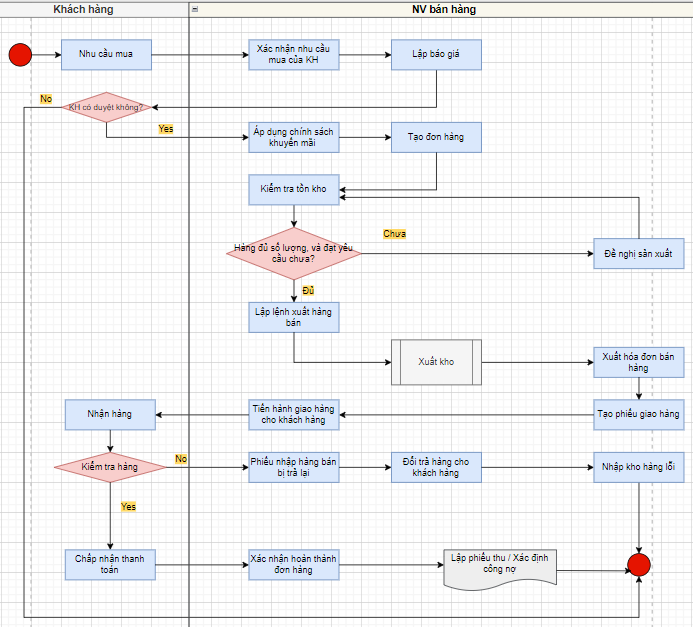 Khách hàng
NV bán hàng
Nhu cầu mua
Xác nhận nhu cầu
mua của KH
Lập báo giá
No
KH có duyệt không?
Yes
Áp dụng chính sách
khuyến mãi
Tạo đơn hàng
Kiểm tra tồn kho
Chưa
Hàng đủ số lượng, và đạt yêu
cầu chưa?
Đề nghị sản xuất
Đủ
Lập lệnh xuất hàng
bán
Xuất kho
Xuất hóa đơn bán
hàng
Nhận hàng
Tiến hành giao hàng
cho khách hàng
Tạo phiếu giao hàng
Kiểm tra hàng
No
Phiếu nhập hàng bán
bị trả lại
Đổi trả hàng cho
khách hàng
Nhập kho hàng lỗi
Yes
Chấp nhận thanh
toán
Xác nhận hoàn thành
đơn hàng
Lập phiếu thu / Xác định
công nợ